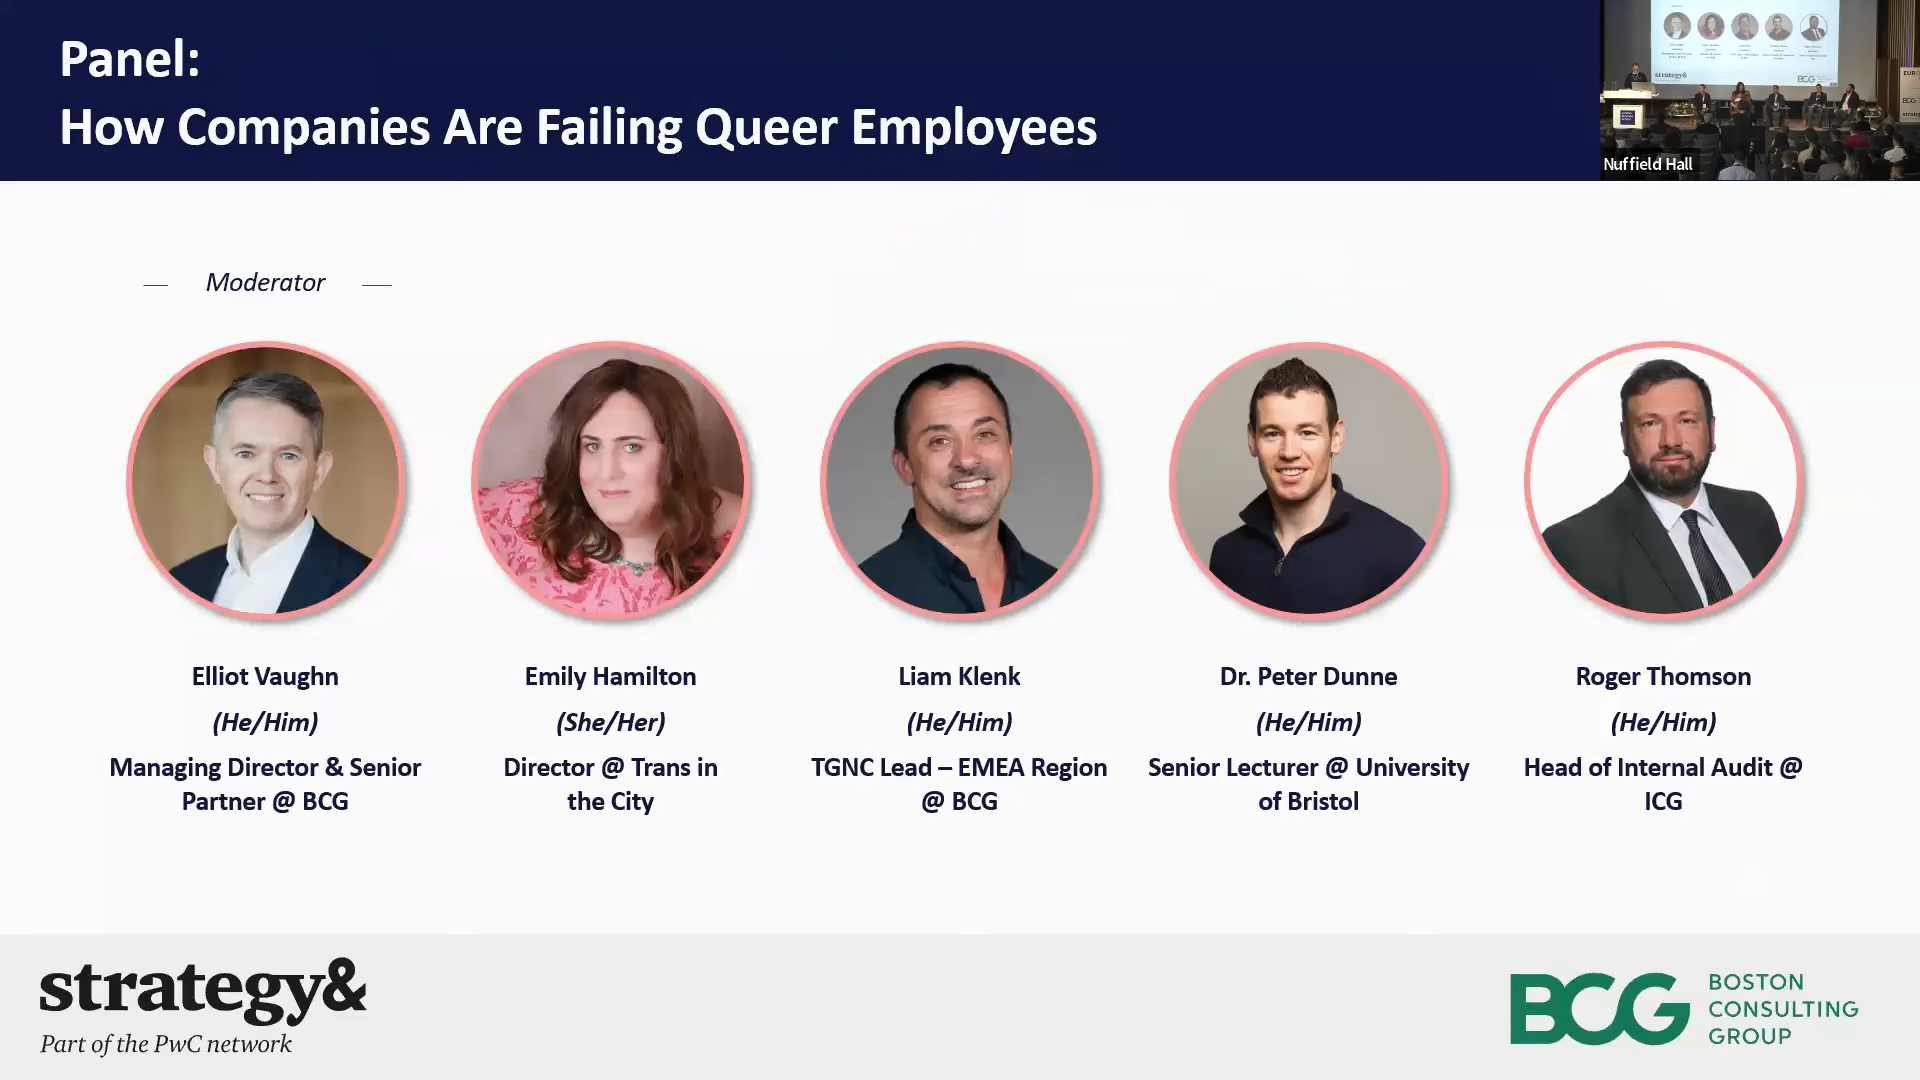 Panel:
How Companies Are Failing Queer Employees
Nuffield Hall
Moderator
Elliot Vaughn
(He/Him)
Managing Director & Senior
Partner @ BCG
Emily Hamilton
(She/Her)
Director @ Trans in
the City
Liam Klenk
(He/Him)
TGNC Lead – EMEA Region
@ BCG
Dr. Peter Dunne
(He/Him)
Senior Lecturer @ University
of Bristol
Roger Thomson
(He/Him)
Head of Internal Audit @
ICG
strategy&
Part of the PwC network
BCG
BOSTON
CONSULTING
GROUP
strategy&
BCG
BCG